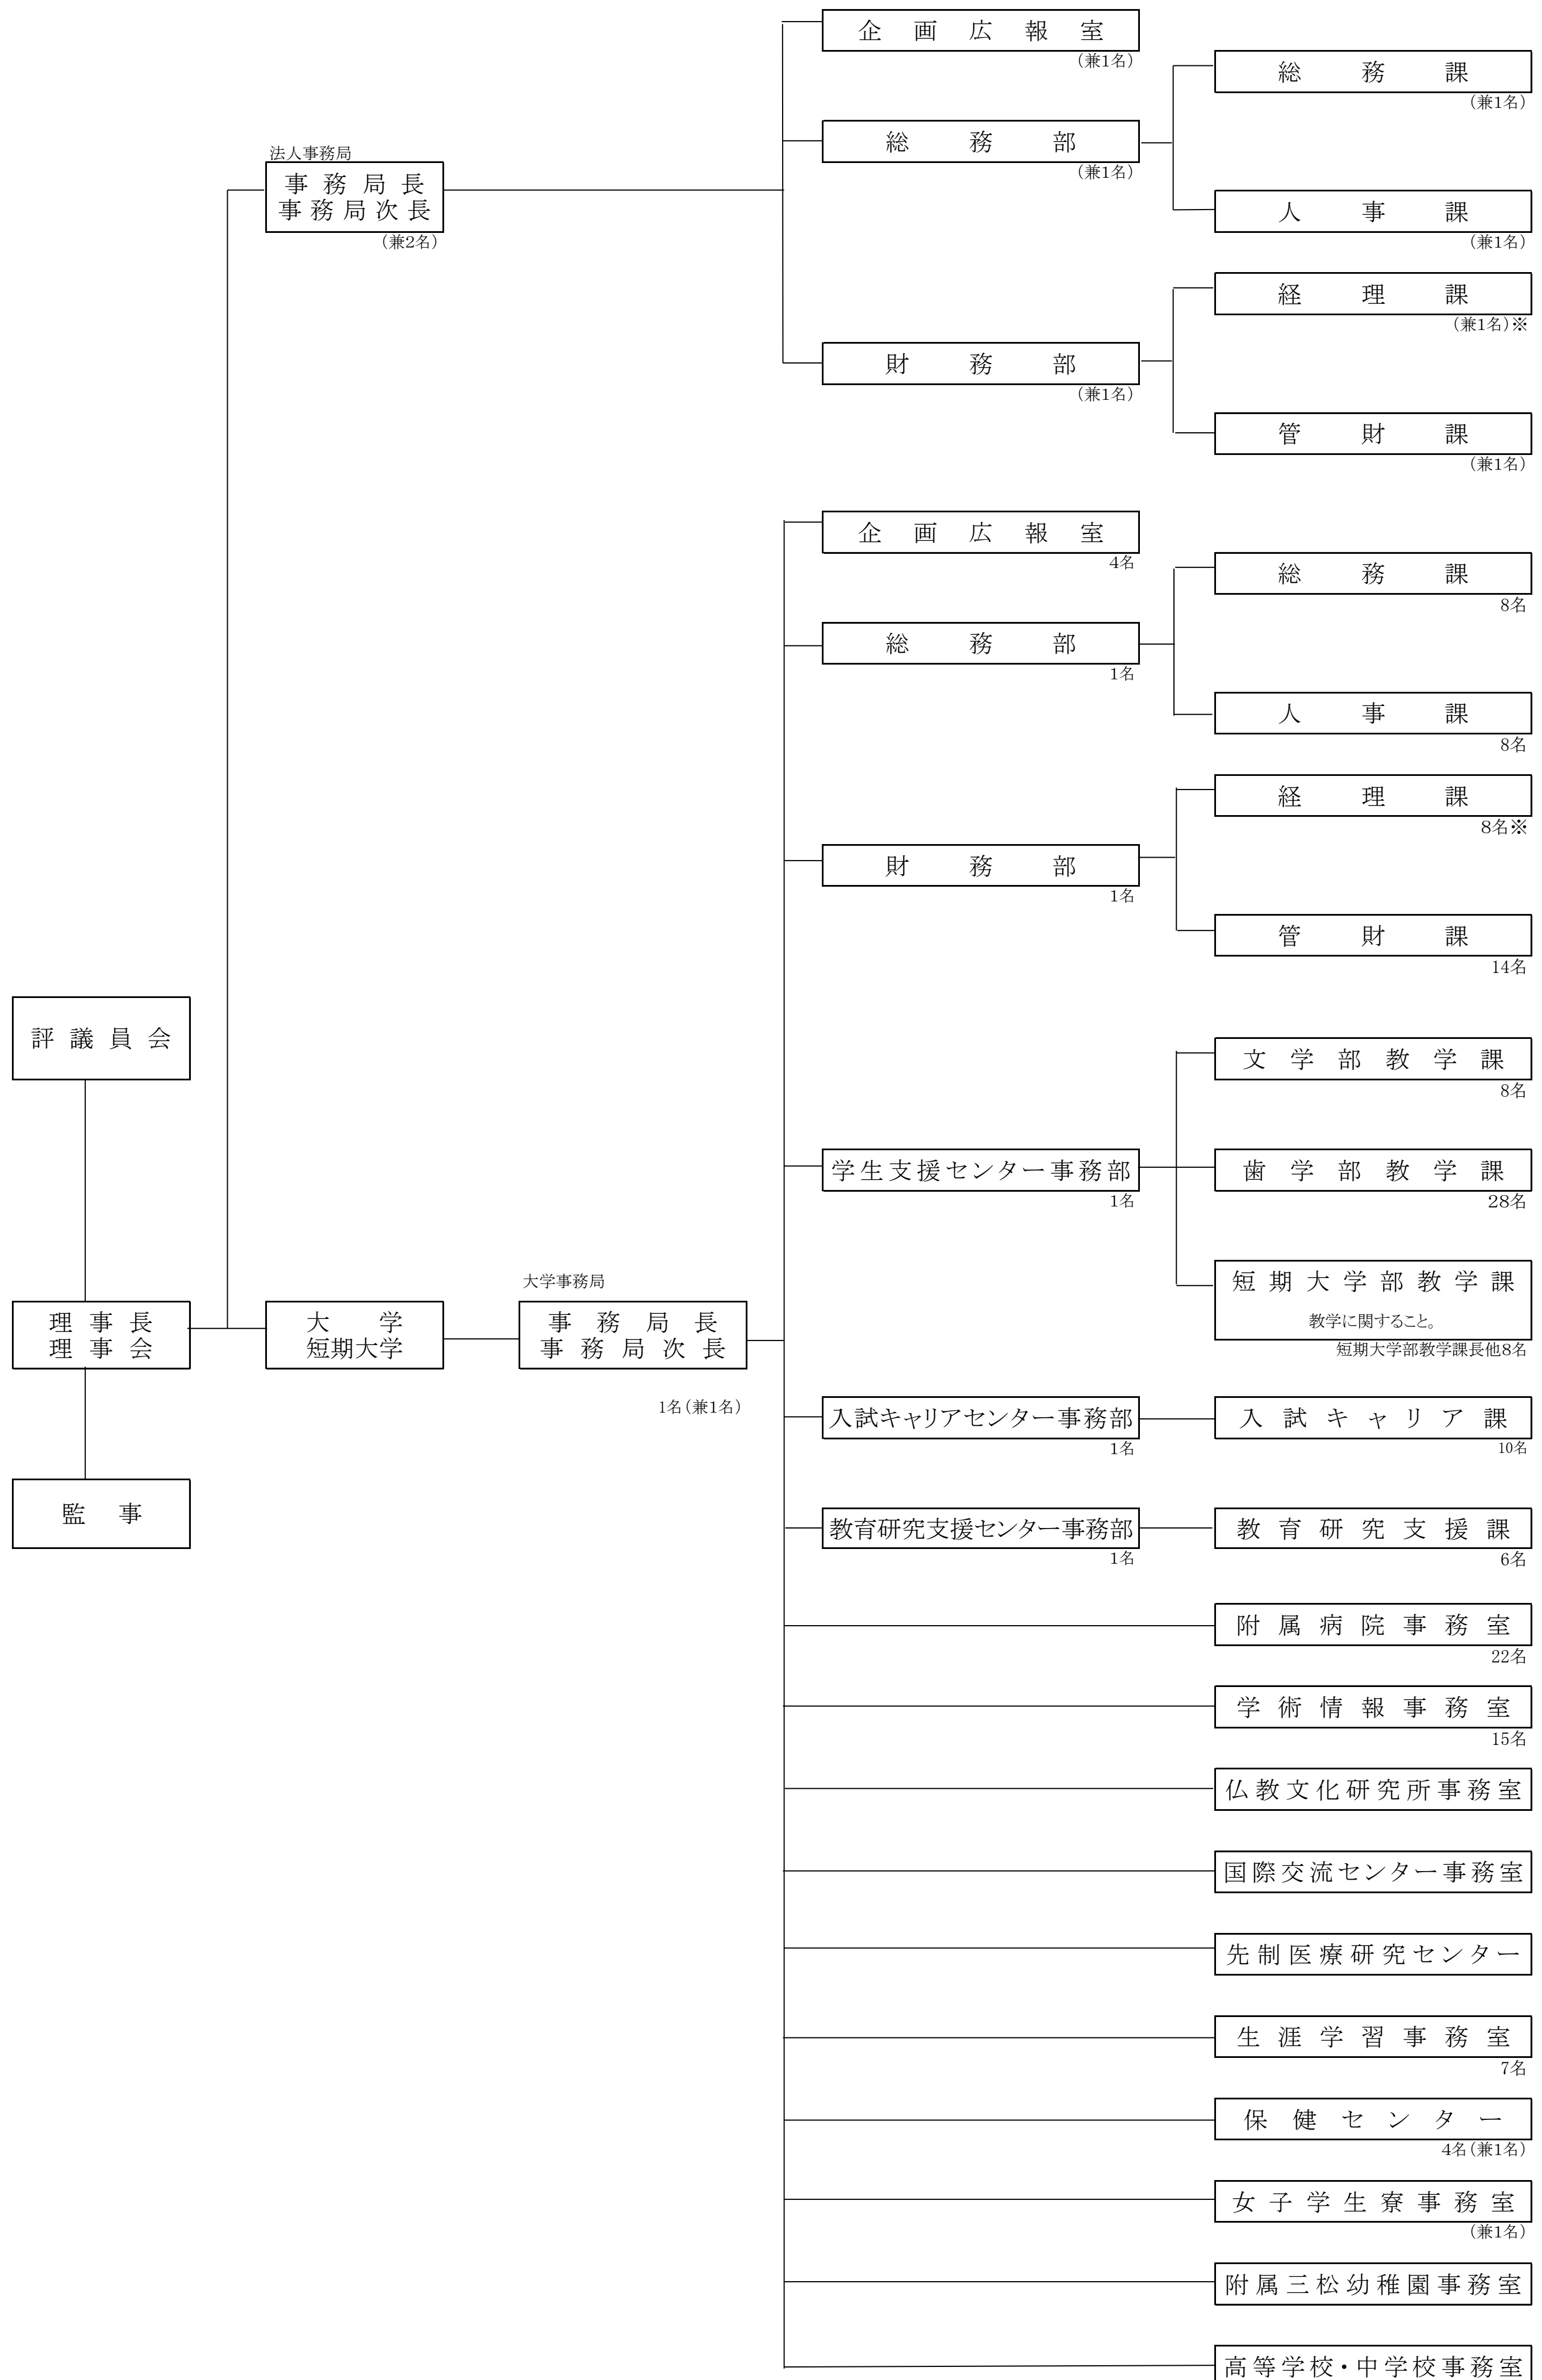 企画広報室
（兼1名）
総務課
（兼1名）
総務部
（兼1名）
法人事務局
事務局長
事務局次長
（兼2名）
人事課
（兼1名）
経理課
（兼1名）※
財務部
（兼1名）
管財課
（兼1名）
企画広報室
4名
総務課
8名
総務部
1名
人事課
8名
経理課
8名※
財務部
1名
管財課
14名
評議員会
文学部教学課
8名
学生支援センター事務部
1名
歯学部教学課
28名
短期大学部教学課
教学に関すること。
短期大学部教学課長他8名
理事長
理事会
大学
短期大学
大学事務局
事務局長
事務局次長
1名（兼1名）
入試キャリアセンター事務部
1名
入試キャリア課
10名
監事
教育研究支援センター事務部
1名
教育研究支援課
6名
附属病院事務室
22名
学術情報事務室
15名
仏教文化研究所事務室
国際交流センター事務室
先制医療研究センター
生涯学習事務室
7名
保健センター
4名（兼1名）
女子学生寮事務室
（兼1名）
附属三松幼稚園事務室
高等学校・中学校事務室